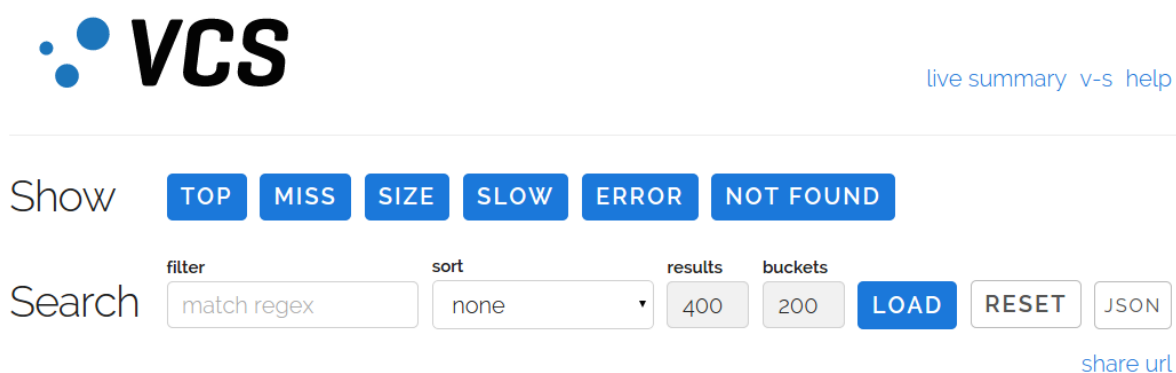 VCS
live summary v-s help
Show TOP MISS SIZE SLOW ERROR NOT FOUND
filter sort results buckets
Search match regex none 400 200 LOAD RESET JSON
share url